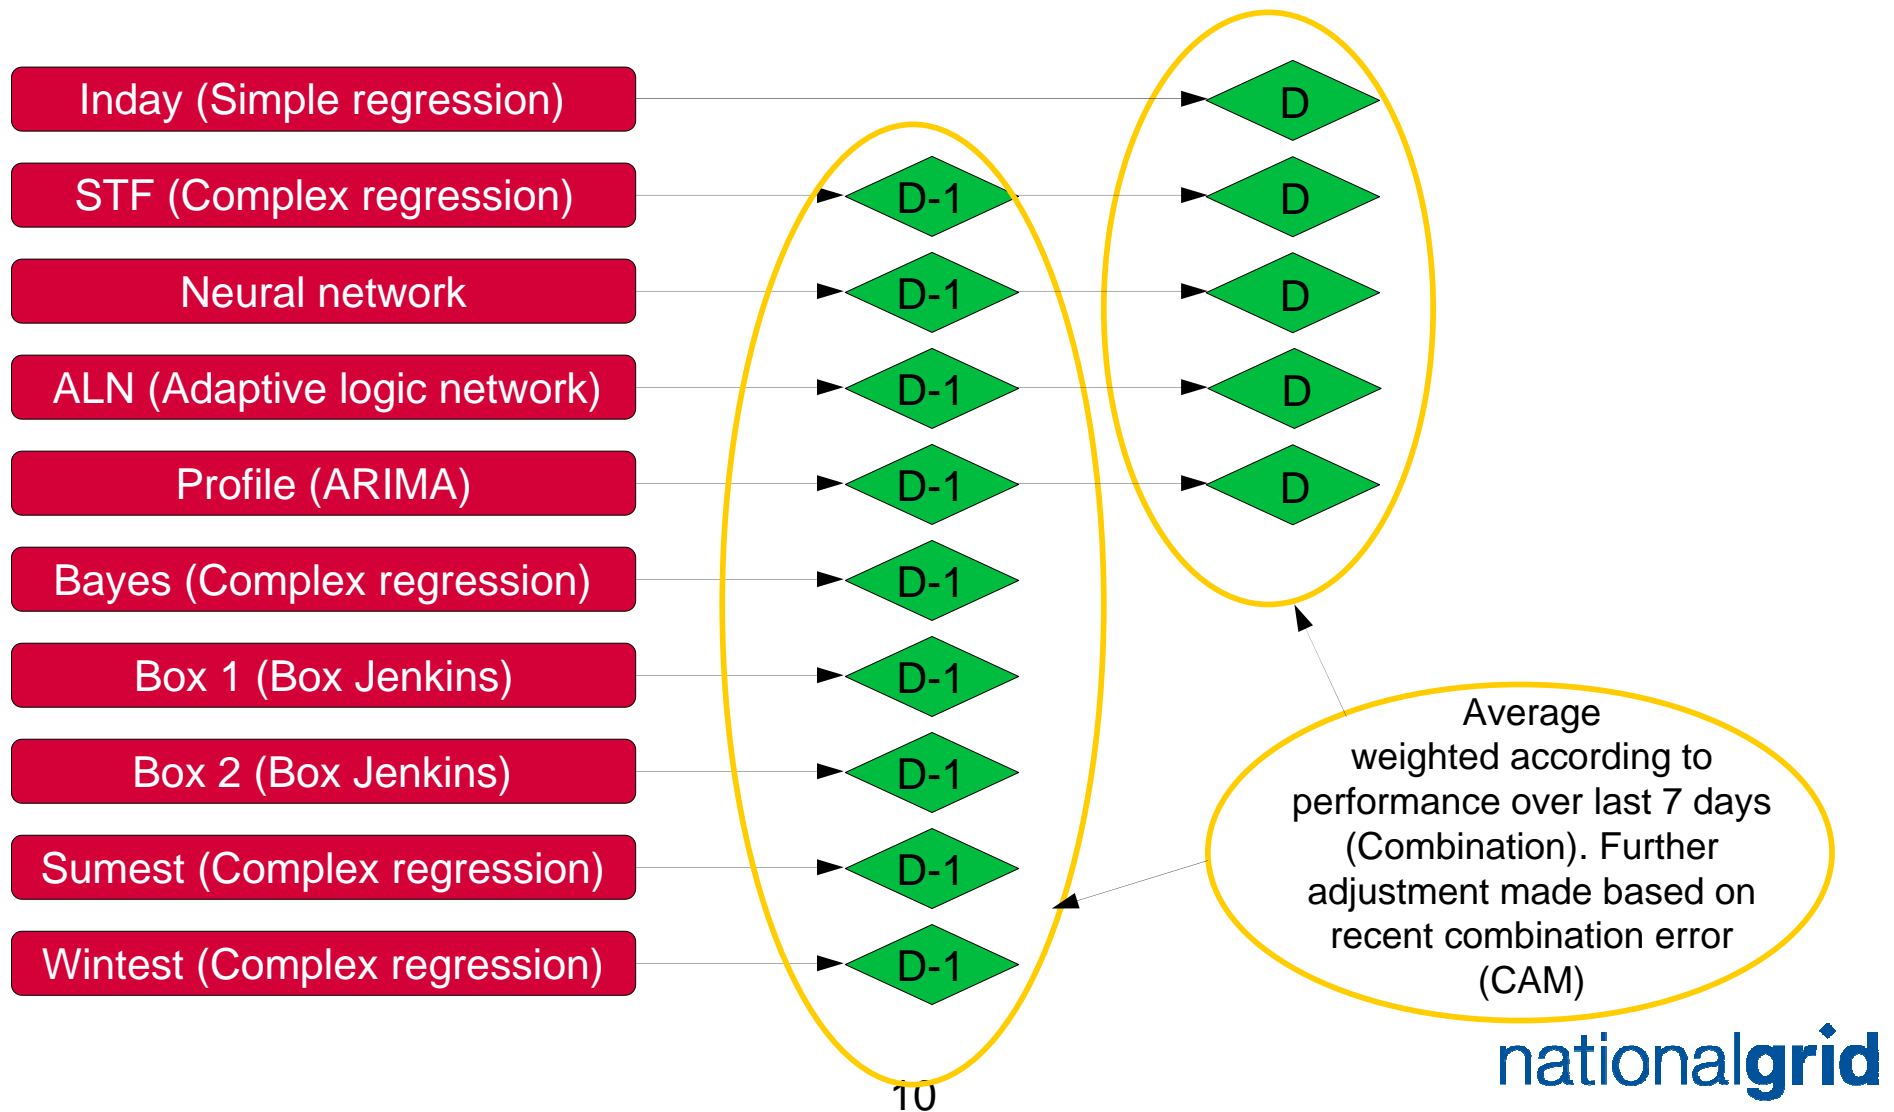 Inday (Simple regression)
D
STF (Complex regression)
D-1
D
Neural network
D-1
D
ALN (Adaptive logic network)
D-1
D
Profile (ARIMA)
D-1
D
Bayes (Complex regression)
D-1
Box 1 (Box Jenkins)
D-1
Box 2 (Box Jenkins)
D-1
Sumest (Complex regression)
D-1
Wintest (Complex regression)
D-1
Average
weighted according to
performance over last 7 days
(Combination). Further
adjustment made based on
recent combination error
(CAM)
nationalgrid
10